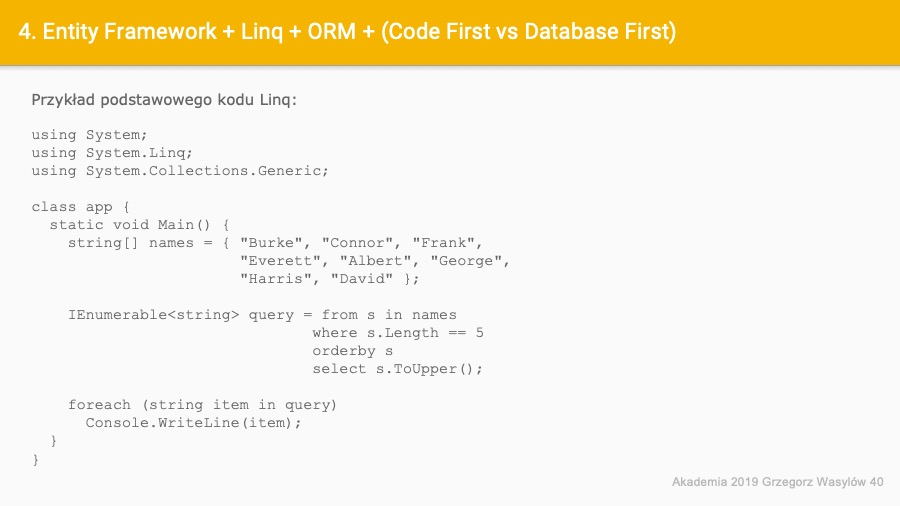 4. Entity Framework + Linq + ORM + (Code First vs Database First)
Przykład podstawowego kodu Linq:
using System;
using System.Linq;
using System.Collections.Generic;
class app {
  static void Main() {
    string[] names = { "Burke", "Connor", "Frank",
                       "Everett", "Albert", "George",
                       "Harris", "David" };
    IEnumerable<string> query = from s in names
                               where s.Length == 5
                               orderby s
                               select s.ToUpper();
    foreach (string item in query)
      Console.WriteLine(item);
  }
}
Akademia 2019 Grzegorz Wasylów 40